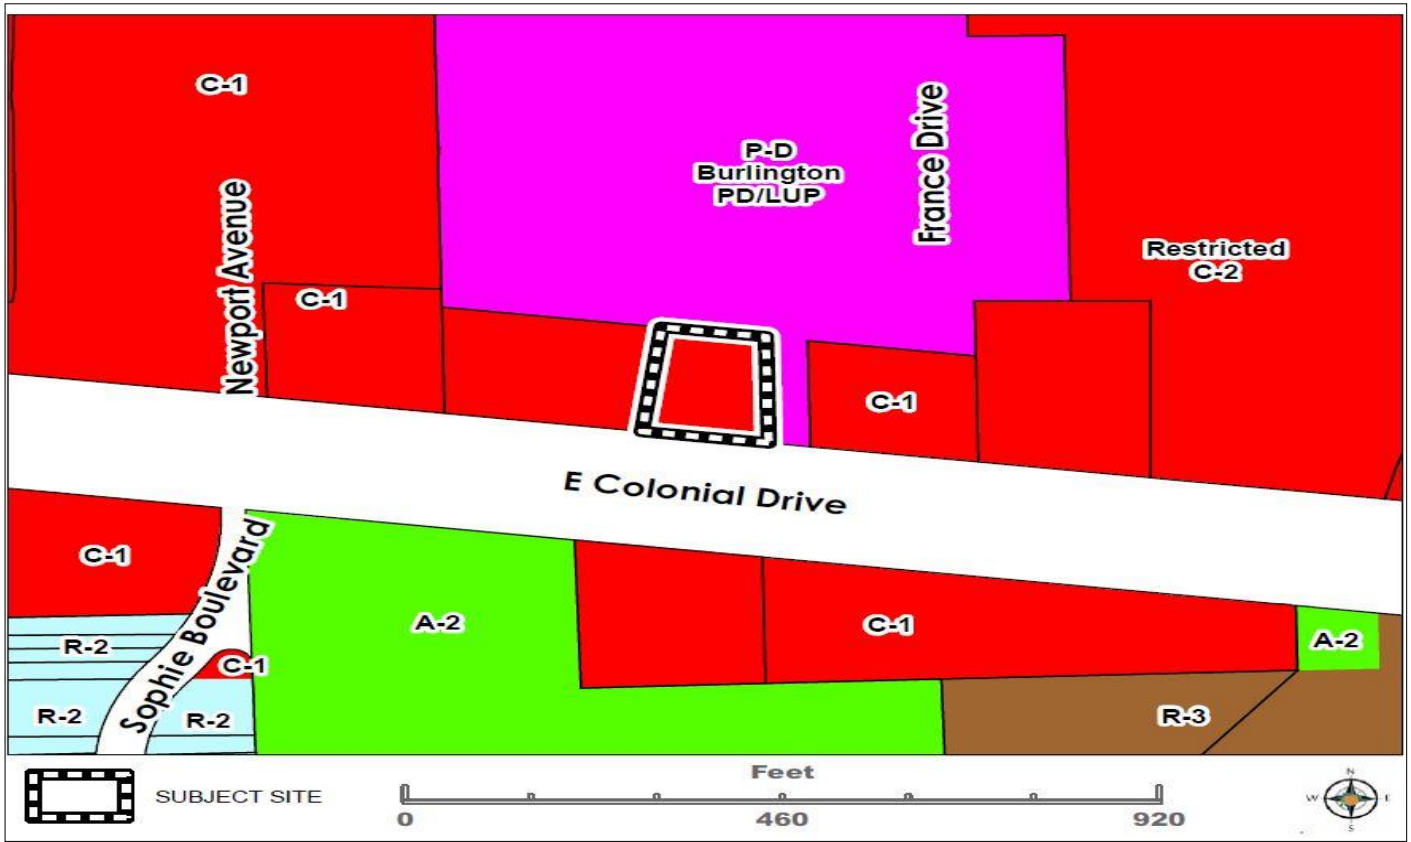 C-1
P-D
Burlington
PD/LUP
France Drive
Newport Avenue
Restricted
C-2
C-1
C-1
E Colonial Drive
C-1
Sophie Boulevard
A-2
C-1
A-2
R-2
C-1
R-2
R-2
R-3
SUBJECT SITE
Feet
0
460
920
N
W
E
S